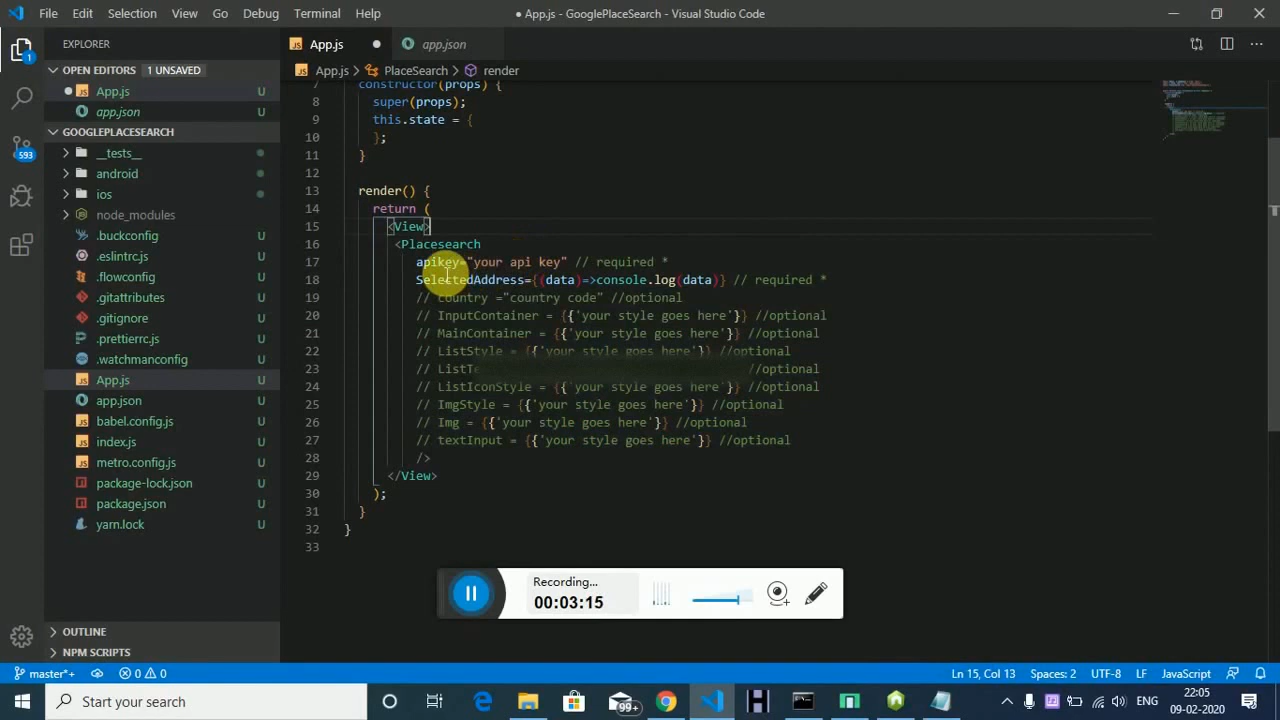 File Edit Selection View Go Debug Terminal Help
● App.js - GooglePlaceSearch - Visual Studio Code
EXPLORER
OPEN EDITORS 1 UNSAVED
App.js U
app.json U
GOOGLEPLACESEARCH
__tests__
android
ios
node_modules
.buckconfig U
.eslintrc.js U
.flowconfig U
.gitattributes U
.gitignore U
.prettierrc.js U
.watchmanconfig U
App.js U
app.json U
babel.config.js U
index.js U
metro.config.js U
package-lock.json U
package.json U
yarn.lock U
OUTLINE
NPM SCRIPTS
1
593
App.js ● app.json
App.js > PlaceSearch > render
7 constructor(props) {
8 super(props);
9 this.state = {
10 };
11 }
12
13 render() {
14 return (
15 <View>
16 <Placesearch
17 apikey="your api key" // required *
18 SelectedAddress={(data)=>console.log(data)} // required *
19 // country ="country code" //optional
20 // InputContainer = {{'your style goes here'}} //optional
21 // MainContainer = {{'your style goes here'}} //optional
22 // ListStyle = {{'your style goes here'}} //optional
23 // ListTe //optional
24 // ListIconStyle = {{'your style goes here'}} //optional
25 // ImgStyle = {{'your style goes here'}} //optional
26 // Img = {{'your style goes here'}} //optional
27 // textInput = {{'your style goes here'}} //optional
28 />
29 </View>
30 );
31 }
32 }
33
Recording...
00:03:15
master*+ 0 0 Ln 15, Col 13 Spaces: 2 UTF-8 LF JavaScript
Start your search
99+
ENG
22:05
09-02-2020